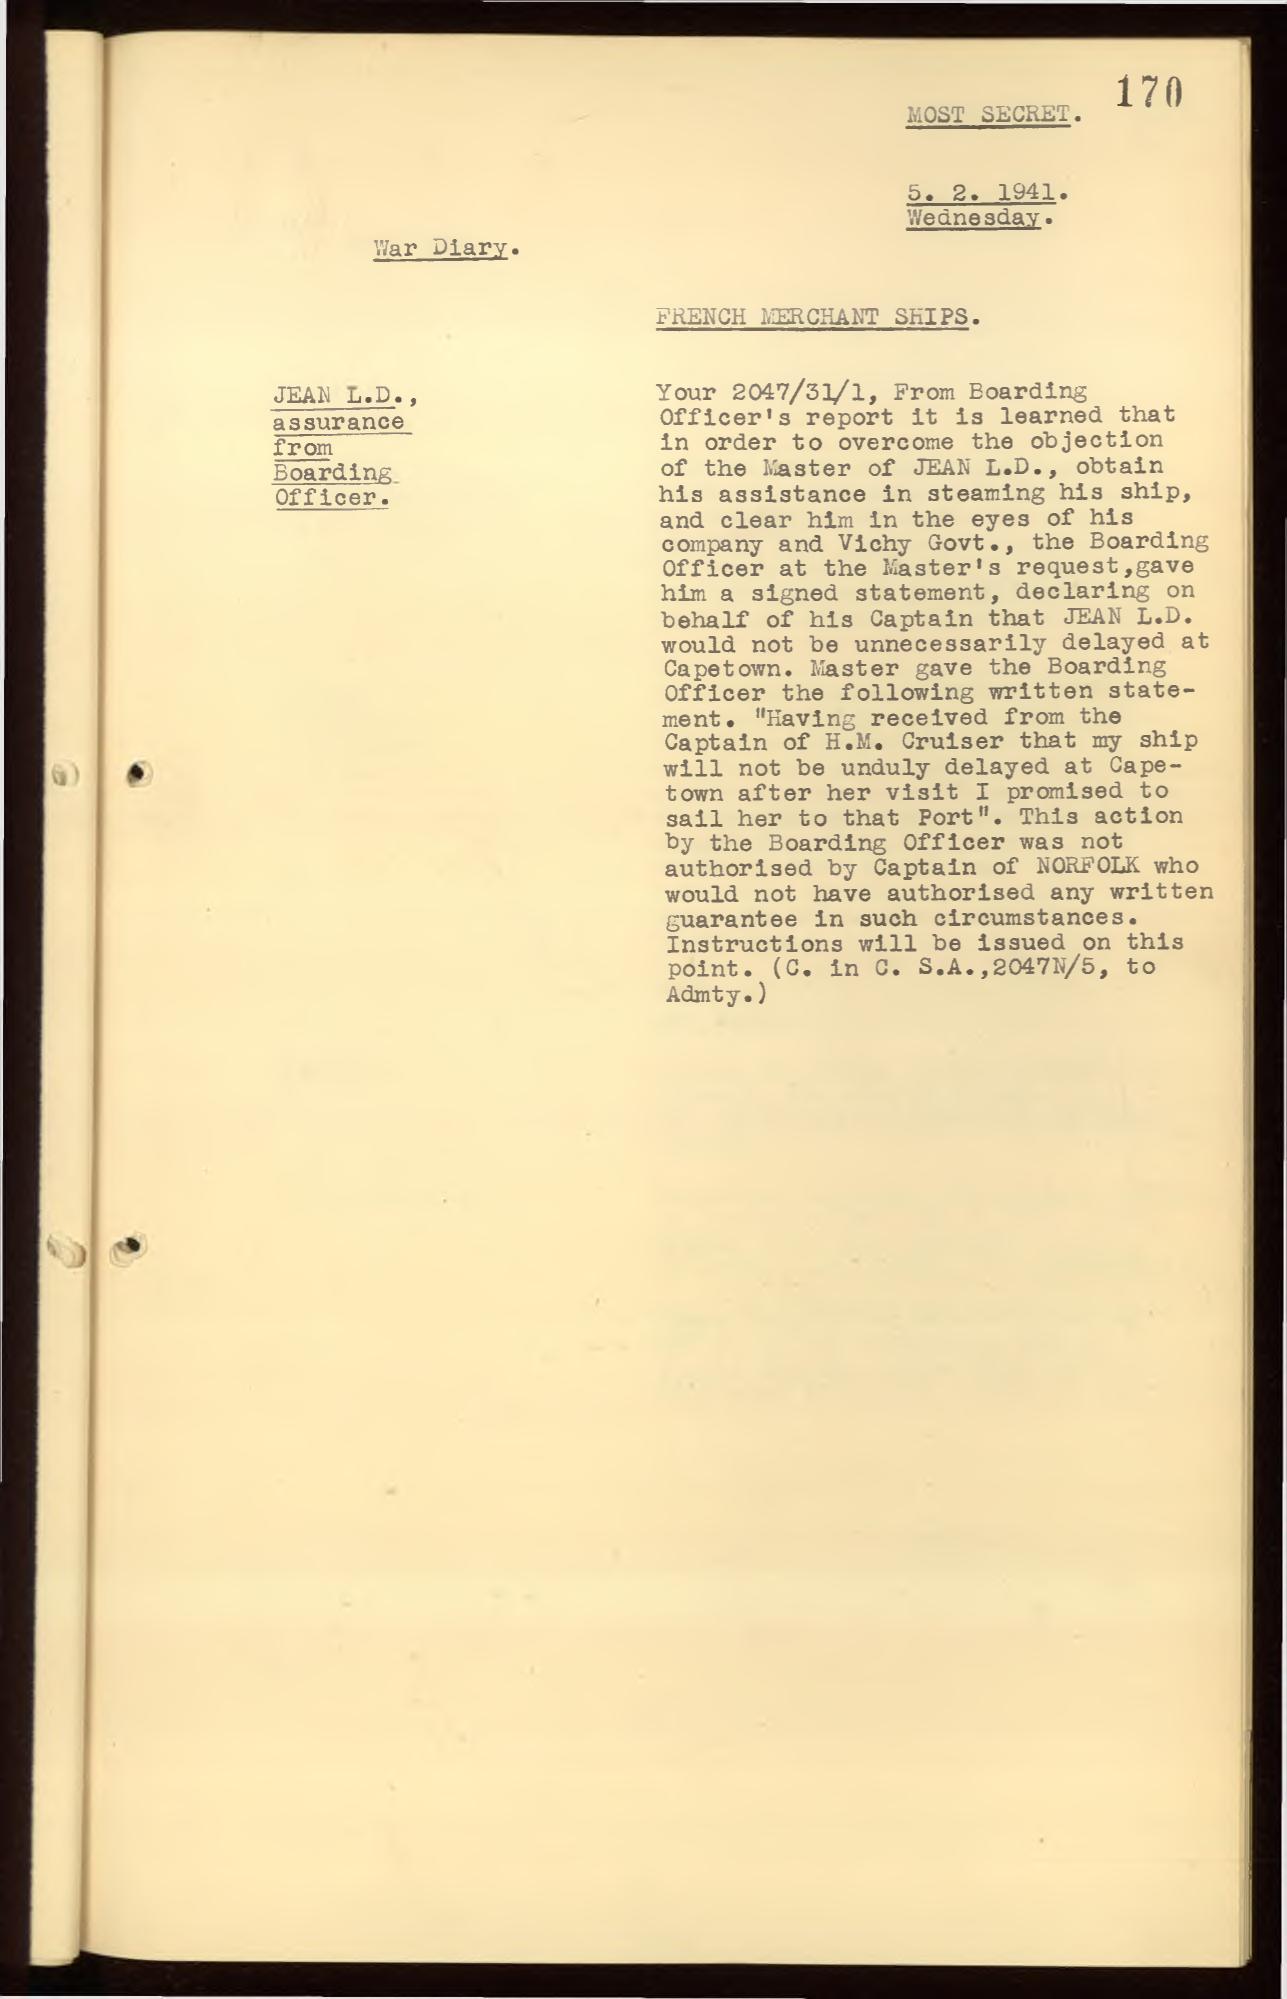 170
MOST SECRET.
5. 2. 1941.
Wednesday.
War Diary.
FRENCH MERCHANT SHIPS.
JEAN L.D.,
assurance
from
Boarding
Officer.
Your 2047/31/1, From Boarding
Officer's report it is learned that
in order to overcome the objection
of the Master of JEAN L.D., obtain
his assistance in steaming his ship,
and clear him in the eyes of his
company and Vichy Govt., the Boarding
Officer at the Master's request,gave
him a signed statement, declaring on
behalf of his Captain that JEAN L.D.
would not be unnecessarily delayed at
Capetown. Master gave the Boarding
Officer the following written state-
ment. "Having received from the
Captain of H.M. Cruiser that my ship
will not be unduly delayed at Cape-
town after her visit I promised to
sail her to that Port". This action
by the Boarding Officer was not
authorised by Captain of NORFOLK who
would not have authorised any written
guarantee in such circumstances.
Instructions will be issued on this
point. (C. in C. S.A.,2047N/5, to
Admty.)